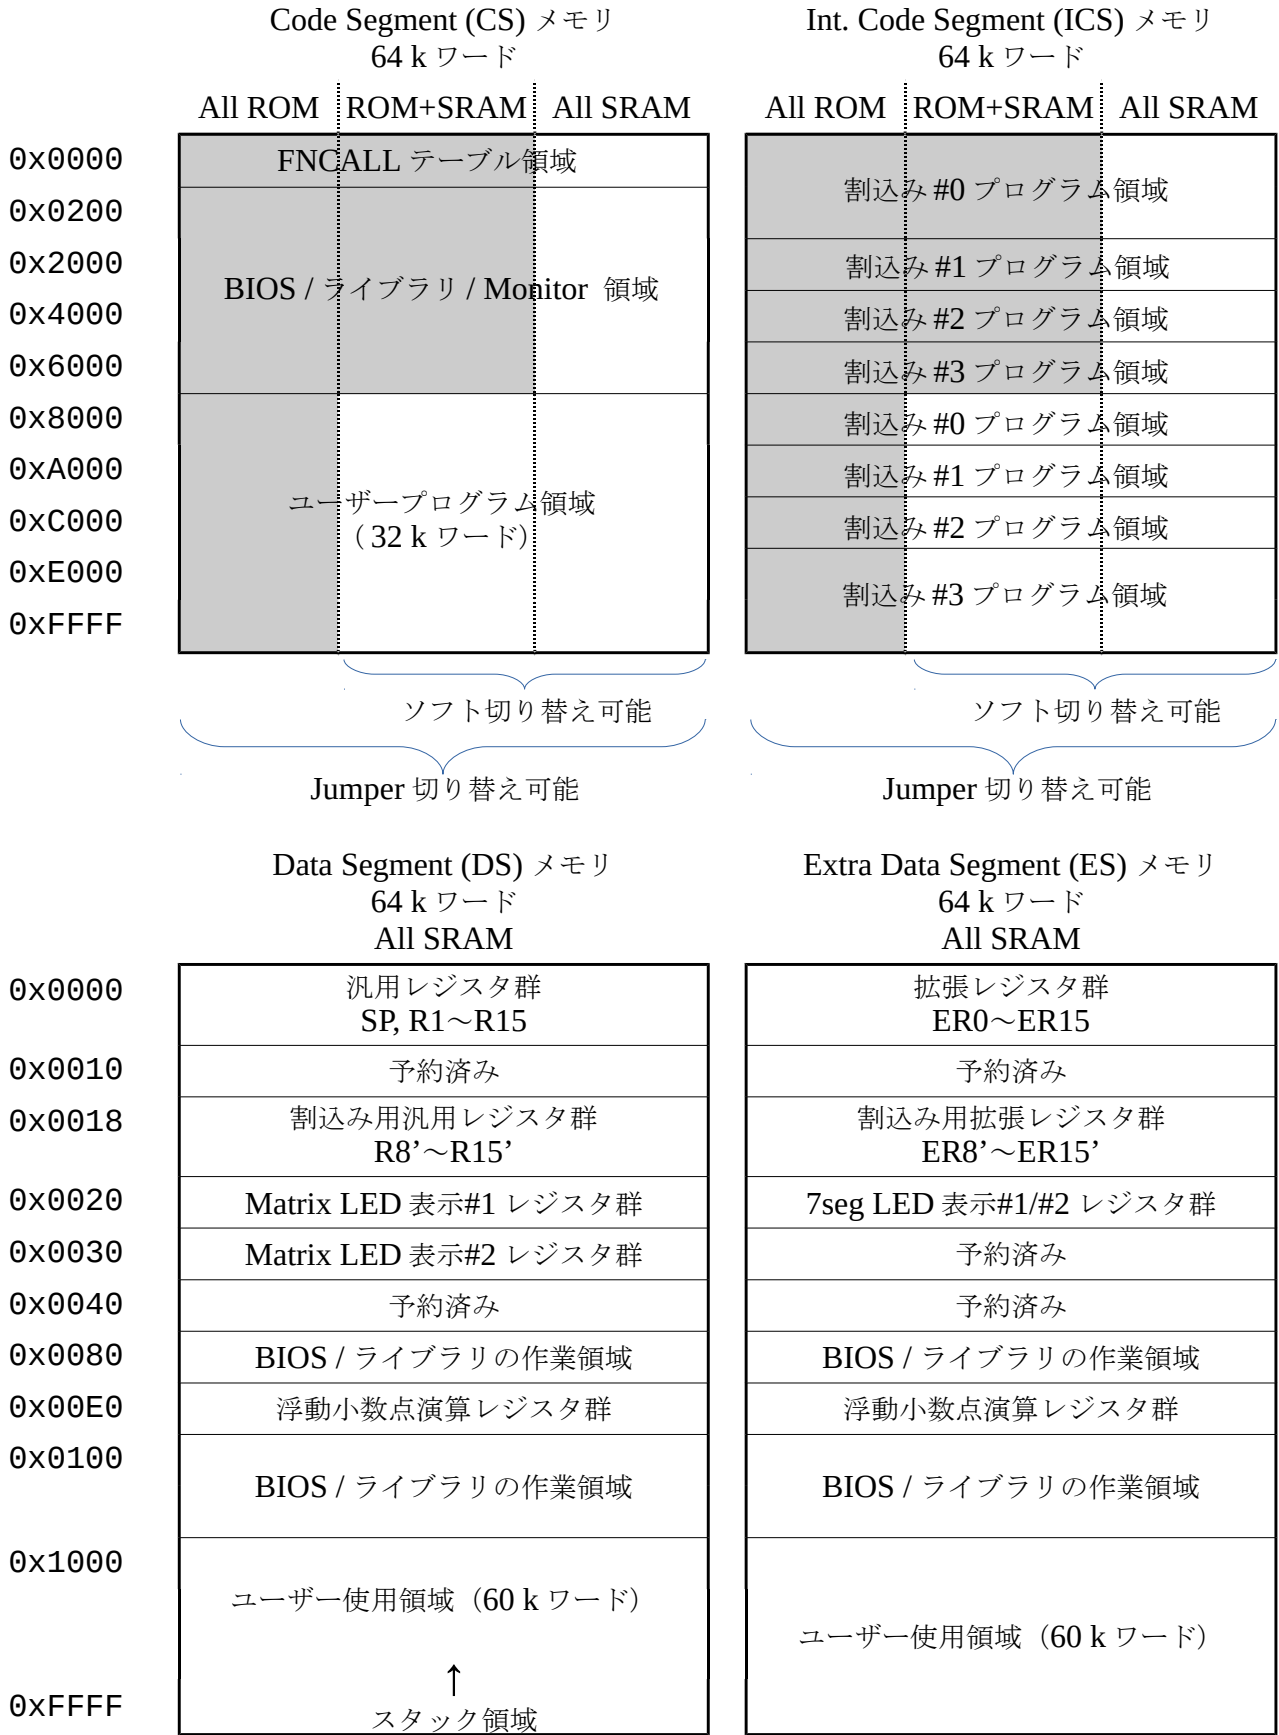 Code Segment (CS) メモリ
64 k ワード
All ROM ROM+SRAM All SRAM
0x0000
0x0200
0x2000
0x4000
0x6000
0x8000
0xA000
0xC000
0xE000
0xFFFF
FNCALL テーブル領域
BIOS / ライブラリ / Monitor 領域
ユーザープログラム領域
（32 k ワード）
ソフト切り替え可能
Jumper 切り替え可能
Int. Code Segment (ICS) メモリ
64 k ワード
All ROM ROM+SRAM All SRAM
割込み #0 プログラム領域
割込み #1 プログラム領域
割込み #2 プログラム領域
割込み #3 プログラム領域
割込み #0 プログラム領域
割込み #1 プログラム領域
割込み #2 プログラム領域
割込み #3 プログラム領域
ソフト切り替え可能
Jumper 切り替え可能
Data Segment (DS) メモリ
64 k ワード
All SRAM
0x0000
0x0010
0x0018
0x0020
0x0030
0x0040
0x0080
0x00E0
0x0100
0x1000
0xFFFF
汎用レジスタ群
SP, R1～R15
予約済み
割込み用汎用レジスタ群
R8’～R15’
Matrix LED 表示#1 レジスタ群
Matrix LED 表示#2 レジスタ群
予約済み
BIOS / ライブラリの作業領域
浮動小数点演算レジスタ群
BIOS / ライブラリの作業領域
ユーザー使用領域（60 k ワード）
↑
スタック領域
Extra Data Segment (ES) メモリ
64 k ワード
All SRAM
拡張レジスタ群
ER0～ER15
予約済み
割込み用拡張レジスタ群
ER8’～ER15’
7seg LED 表示#1/#2 レジスタ群
予約済み
予約済み
BIOS / ライブラリの作業領域
浮動小数点演算レジスタ群
BIOS / ライブラリの作業領域
ユーザー使用領域（60 k ワード）